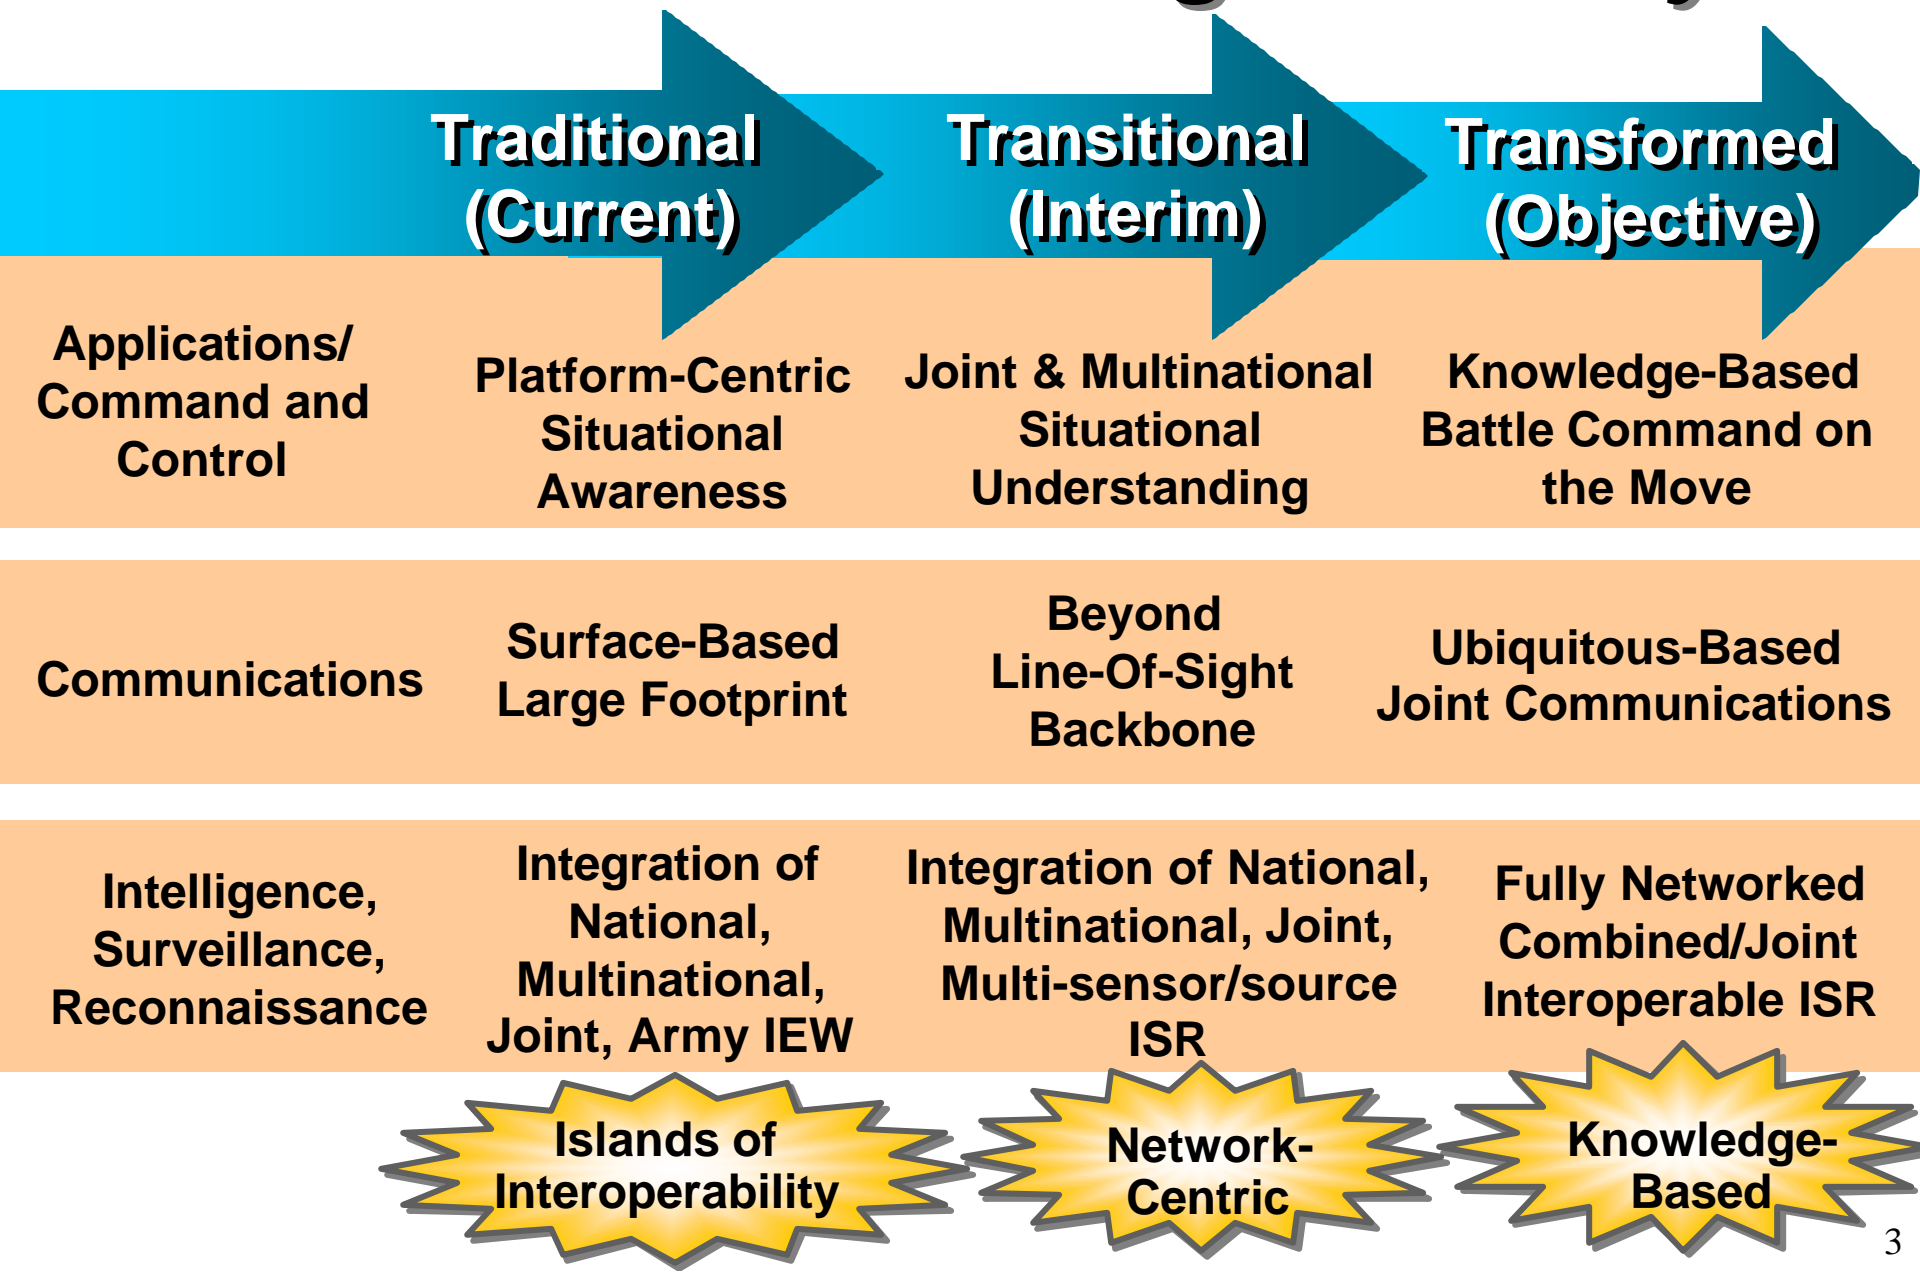 Traditional
(Current)
Transitional
(Interim)
Transformed
(Objective)
Applications/
Command and
Control
Platform-Centric
Situational
Awareness
Joint & Multinational
Situational
Understanding
Knowledge-Based
Battle Command on
the Move
Communications
Surface-Based
Large Footprint
Beyond
Line-Of-Sight
Backbone
Ubiquitous-Based
Joint Communications
Intelligence,
Surveillance,
Reconnaissance
Integration of
National,
Multinational,
Joint, Army IEW
Integration of National,
Multinational, Joint,
Multi-sensor/source
ISR
Fully Networked
Combined/Joint
Interoperable ISR
Islands of
Interoperability
Network-
Centric
Knowledge-
Based
3